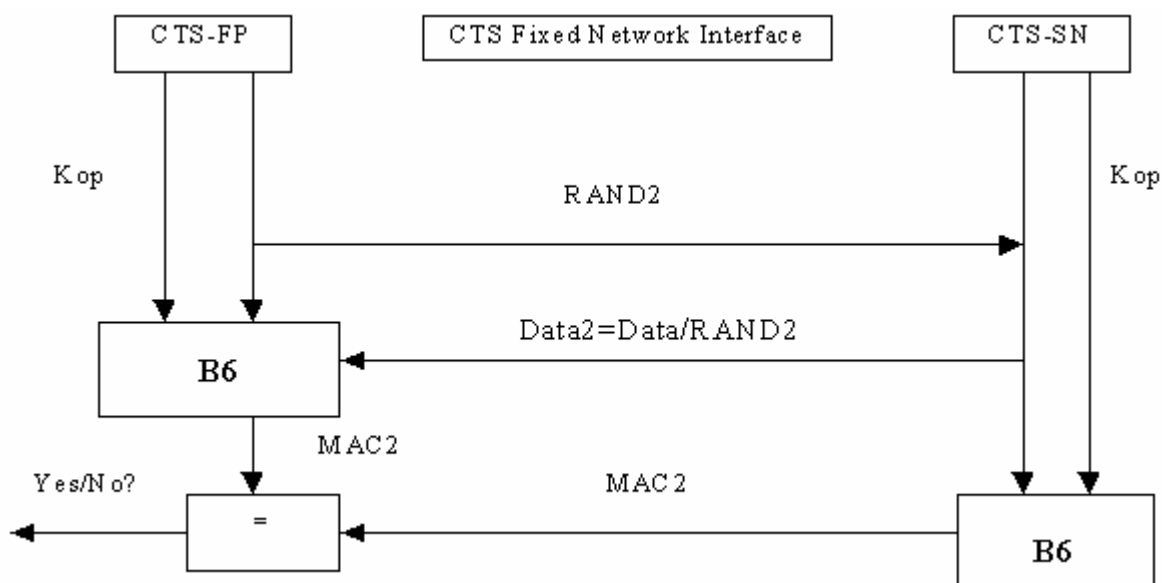 CTS-FP
CTS Fixed Network Interface
CTS-SN
Kop
Kop
RAND2
Data2=Data/RAND2
B6
MAC2
Yes/No?
MAC2
=
B6